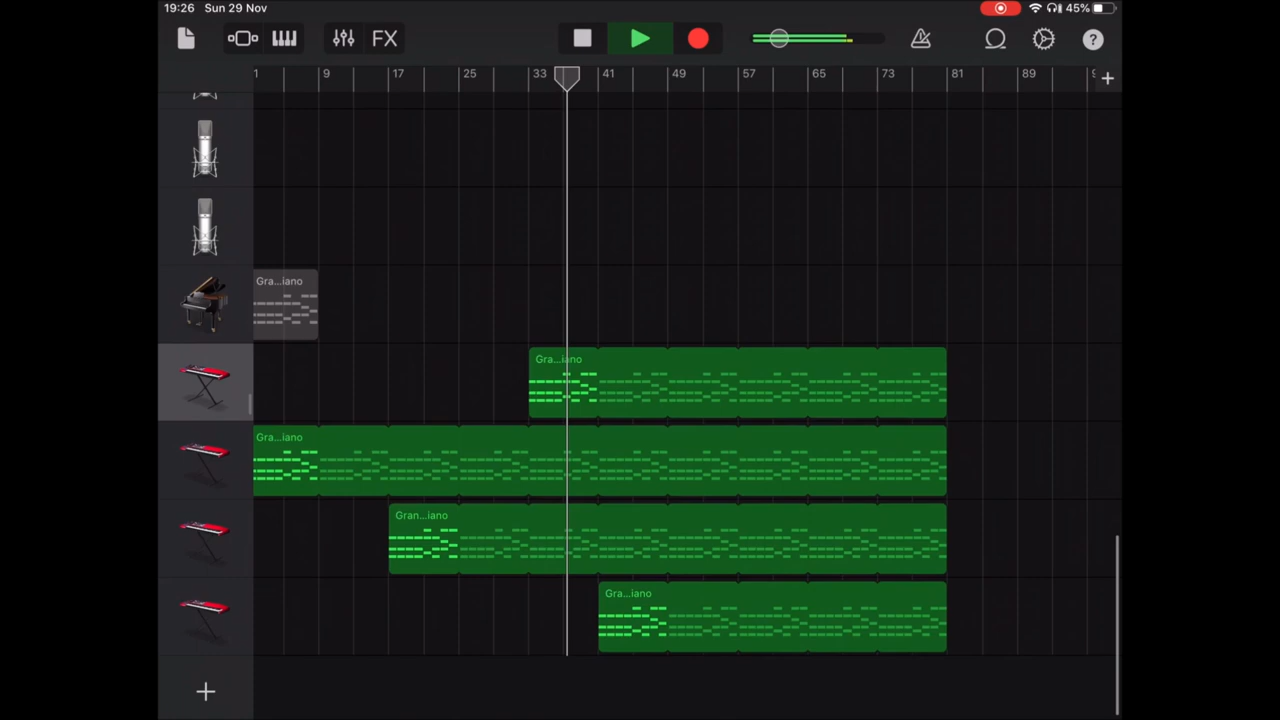 19:26 Sun 29 Nov
45%
FX
?
1 9 17 25 33 41 49 57 65 73 81 89
+
Gra...iano
Gra...iano
Gra...iano
Gran...iano
Gra...iano
+